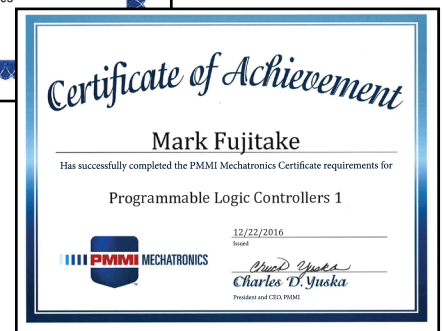 es
Certificate of Achievement
Mark Fujitake
Has successfully completed the PMMI Mechatronics Certificate requirements for
Programmable Logic Controllers 1
12/22/2016
Issued
PMMI MECHATRONICS
Chuck Yuska
Charles D. Yuska
President and CEO, PMMI